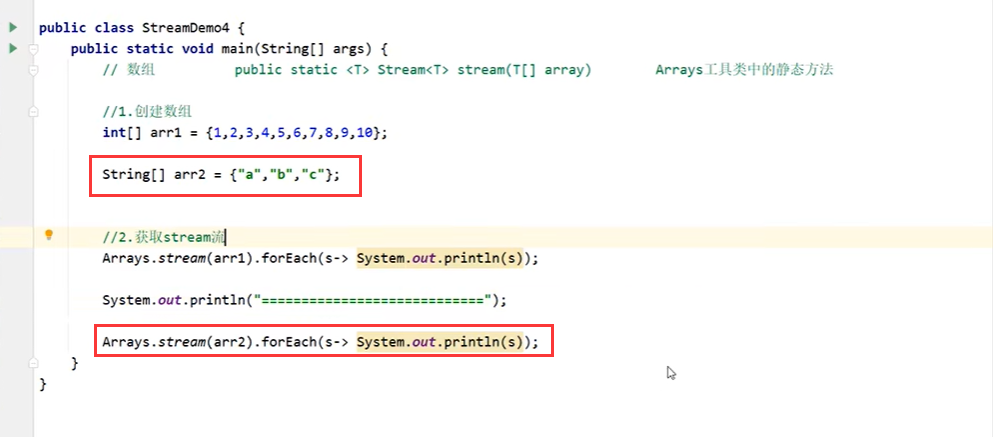 public class StreamDemo4 {
public static void main(String[] args) {
// 数组 public static <T> Stream<T> stream(T[] array) Arrays工具类中的静态方法
//1.创建数组
int[] arr1 = {1,2,3,4,5,6,7,8,9,10};
String[] arr2 = {"a","b","c"};
//2.获取stream流
Arrays.stream(arr1).forEach(s-> System.out.println(s));
System.out.println("============================");
Arrays.stream(arr2).forEach(s-> System.out.println(s));
}
}